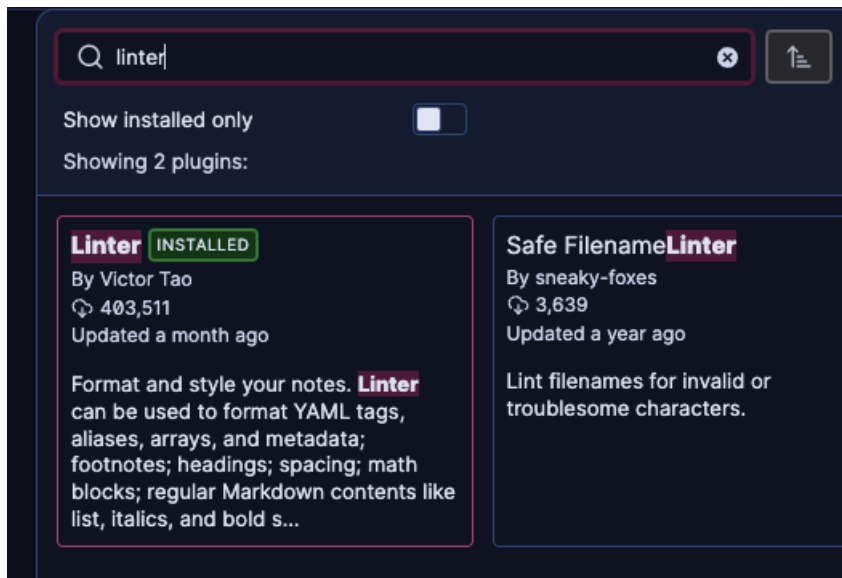 linter
Show installed only
Showing 2 plugins:
Linter INSTALLED
By Victor Tao
403,511
Updated a month ago
Format and style your notes. Linter
can be used to format YAML tags,
aliases, arrays, and metadata;
footnotes; headings; spacing; math
blocks; regular Markdown contents like
list, italics, and bold s...
Safe FilenameLinter
By sneaky-foxes
3,639
Updated a year ago
Lint filenames for invalid or
troublesome characters.